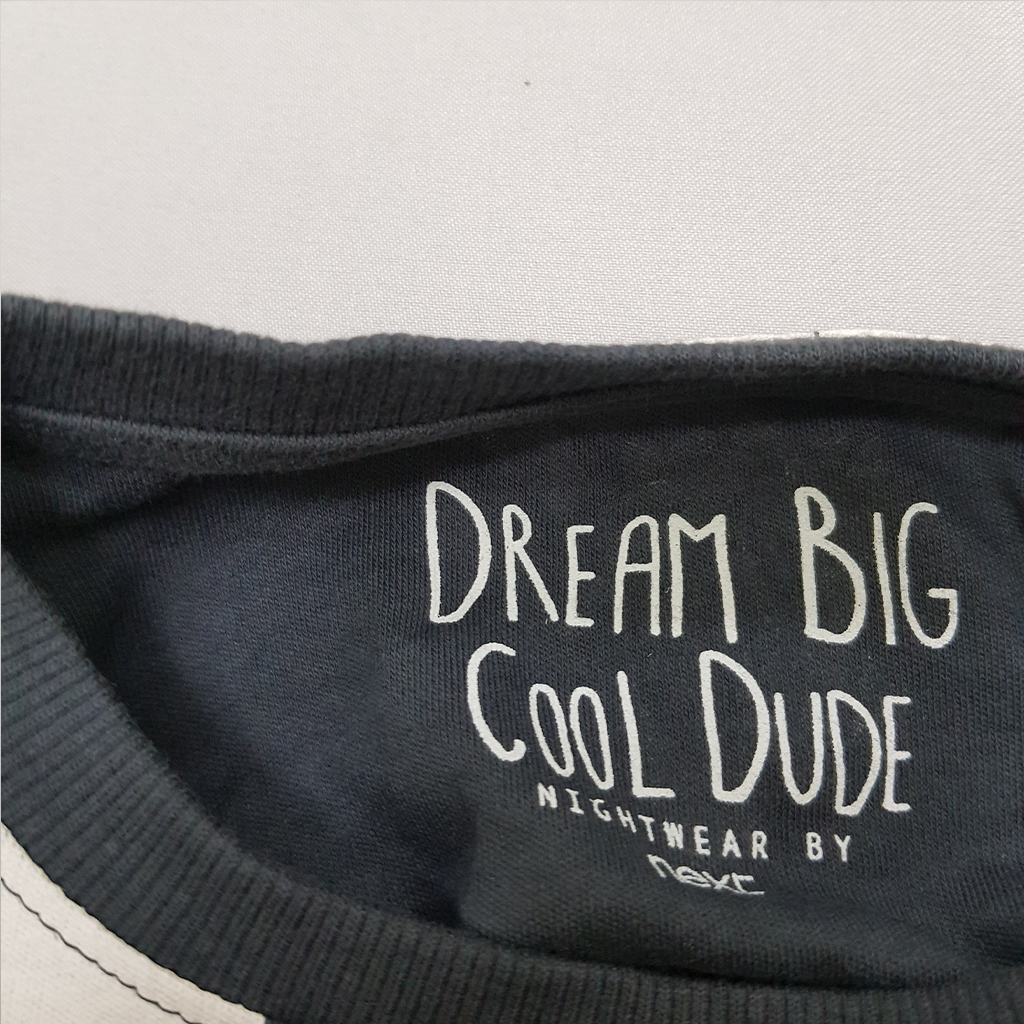 DREAM BIG
COOL DUDE
NIGHTWEAR BY
next